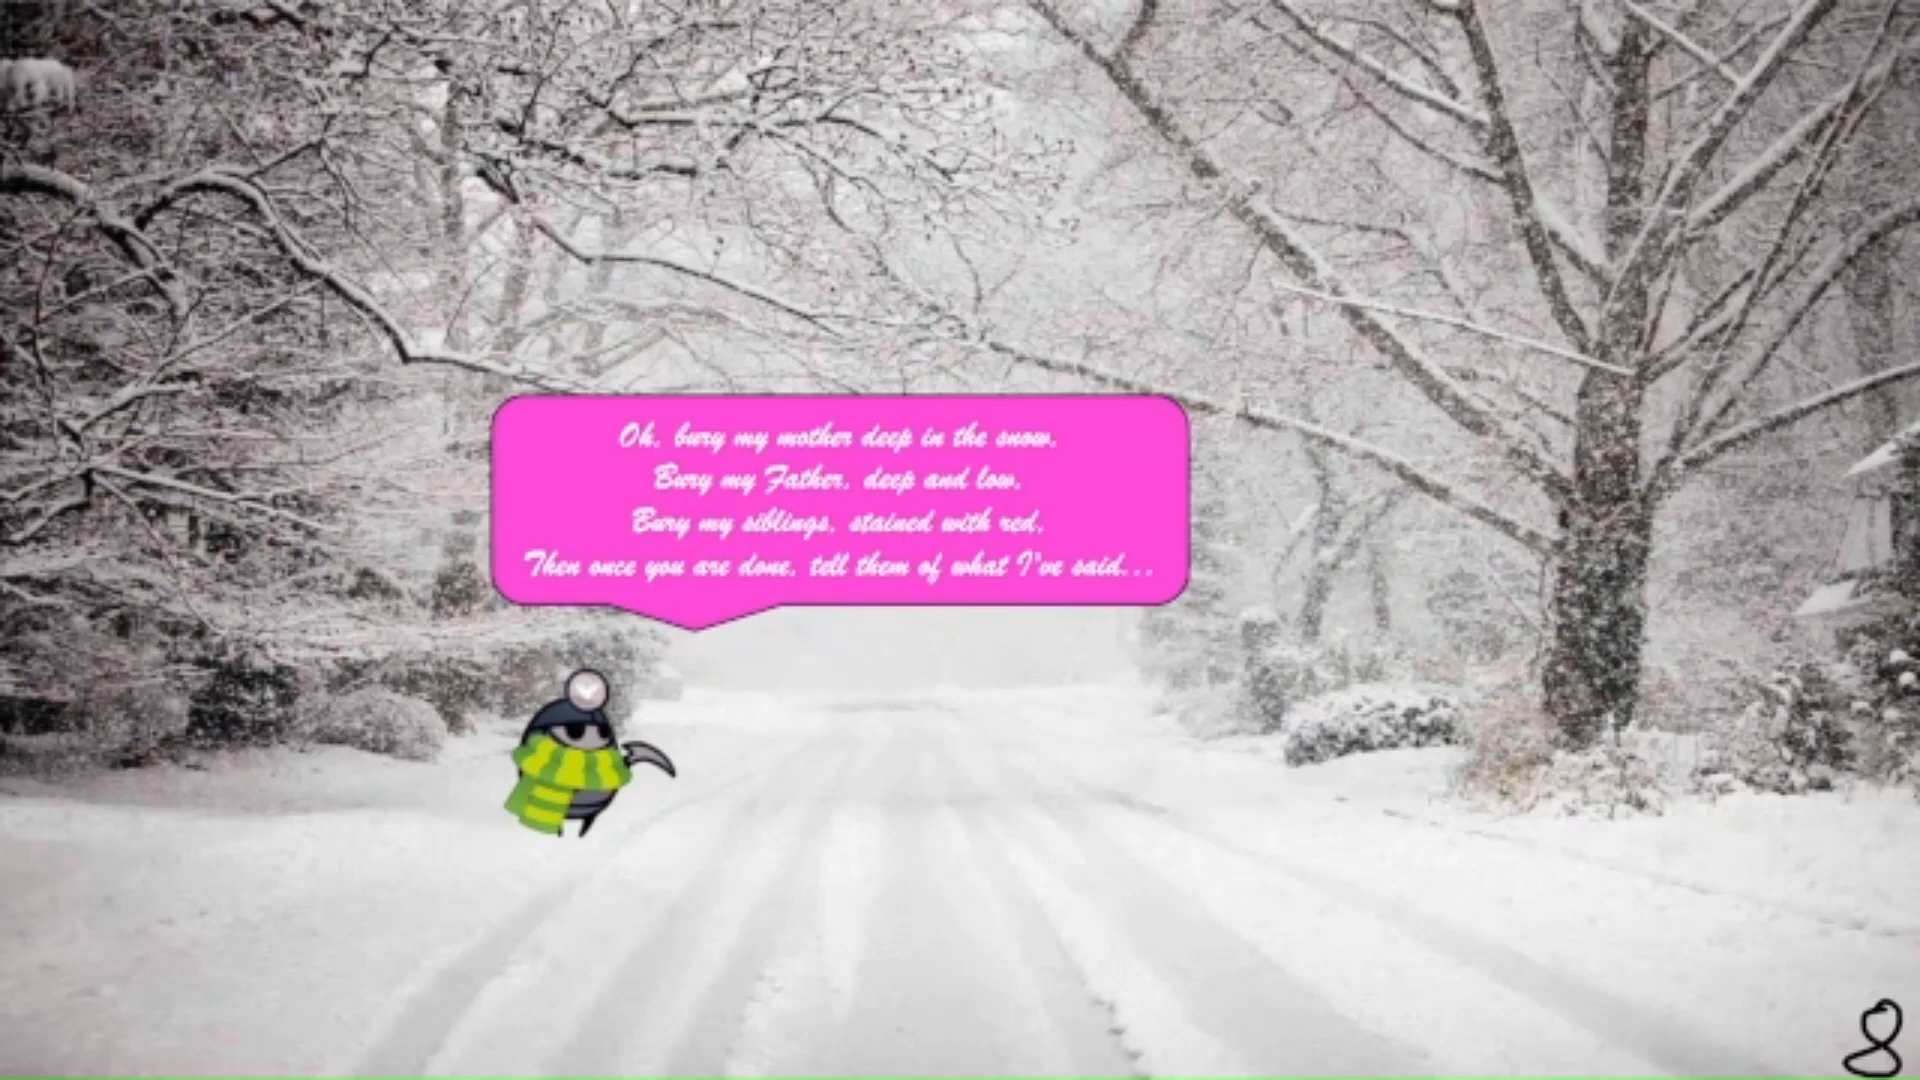 Oh, bury my mother deep in the snow,
Bury my Father, deep and low,
Bury my siblings, stained with red,
Then once you are done, tell them of what I've said...
8